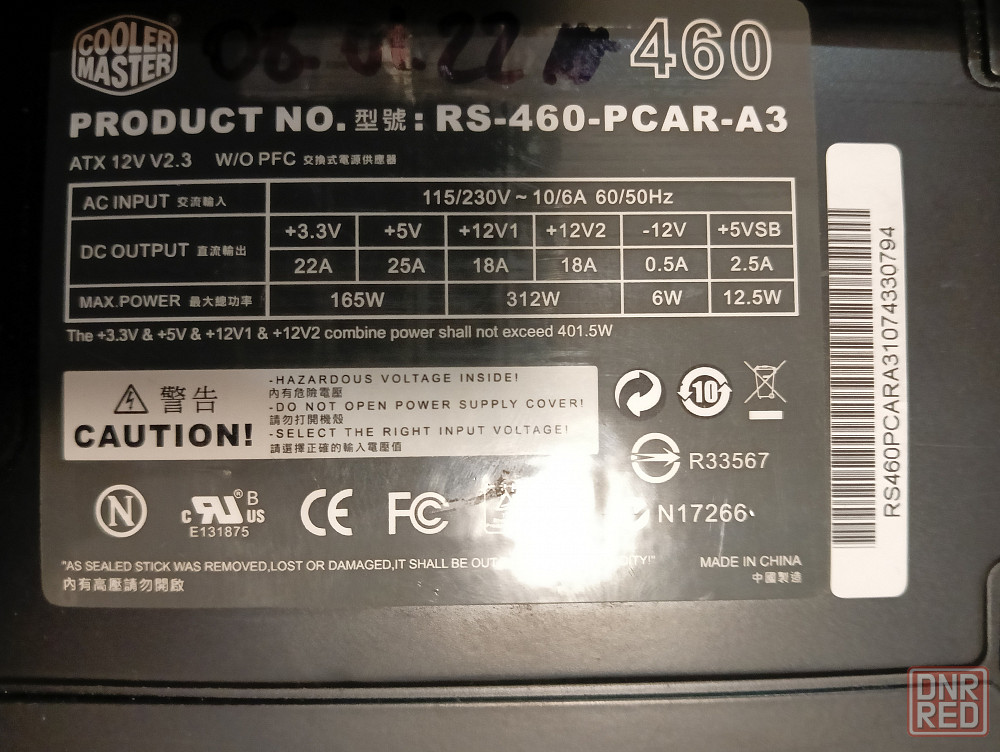 COOLER MASTER
08.01.22
460
PRODUCT NO. 型號 : RS-460-PCAR-A3
ATX 12V V2.3 W/O PFC 交換式電源供應器
AC INPUT 交流輸入 115/230V ~ 10/6A 60/50Hz
DC OUTPUT 直流輸出 +3.3V +5V +12V1 +12V2 -12V +5VSB
22A 25A 18A 18A 0.5A 2.5A
MAX.POWER 最大總功率 165W 312W 6W 12.5W
The +3.3V & +5V & +12V1 & +12V2 combine power shall not exceed 401.5W
警告
CAUTION!
-HAZARDOUS VOLTAGE INSIDE!
內有危險電壓
-DO NOT OPEN POWER SUPPLY COVER!
請勿打開機殼
-SELECT THE RIGHT INPUT VOLTAGE!
請選擇正確的輸入電壓值
10
R33567
N
c RU US ® B
E131875
CE
FC
N17266
"AS SEALED STICK WAS REMOVED,LOST OR DAMAGED,IT SHALL BE
內有高壓請勿開啟
MADE IN CHINA
中國製造
RS460PCARA31074330794
DNR
RED